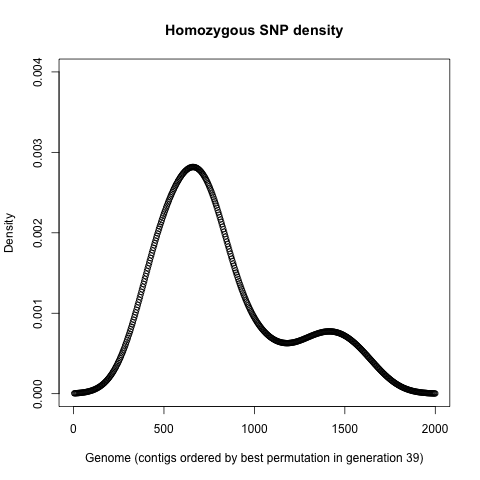 Homozygous SNP density
Density
0.004
0.003
0.002
0.001
0.000
0 500 1000 1500 2000
Genome (contigs ordered by best permutation in generation 39)